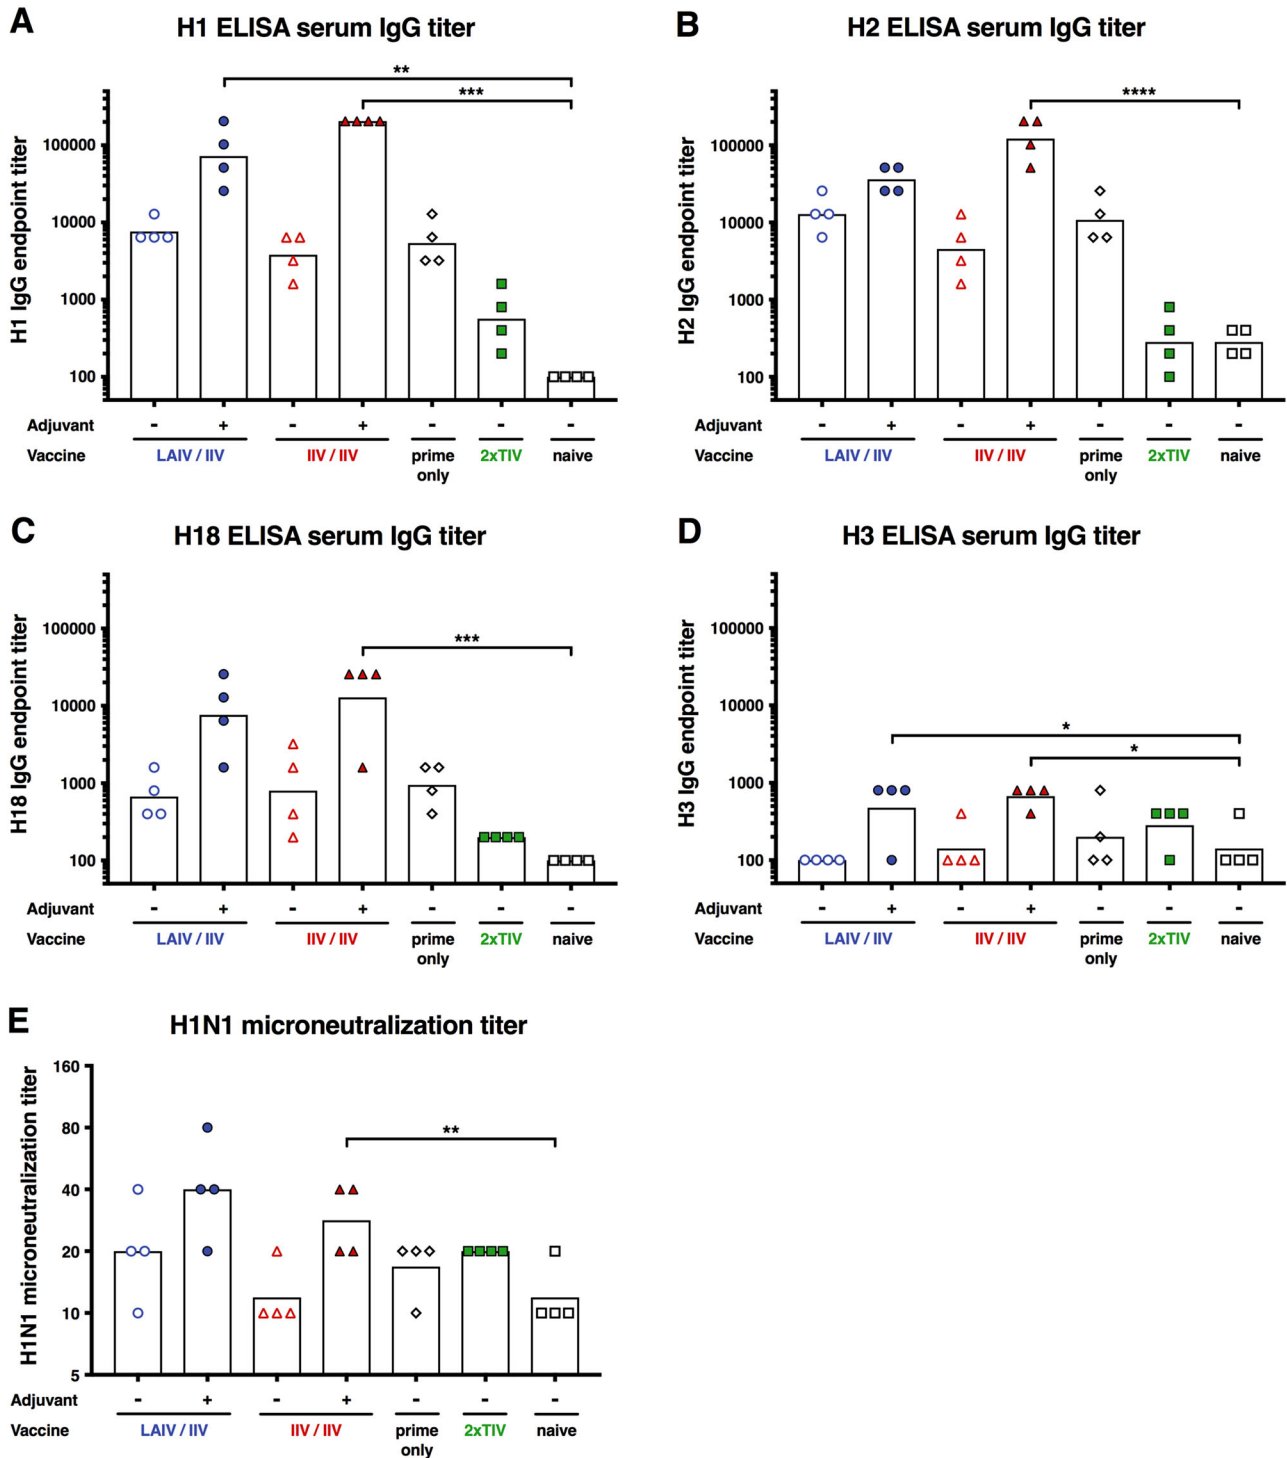 A
H1 ELISA serum IgG titer
H1 IgG endpoint titer
100000
10000
1000
100
**
***
Adjuvant - + - + - - -
Vaccine LAIV / IIV IIV / IIV prime only 2xTIV naive
B
H2 ELISA serum IgG titer
H2 IgG endpoint titer
100000
10000
1000
100
****
Adjuvant - + - + - - -
Vaccine LAIV / IIV IIV / IIV prime only 2xTIV naive
C
H18 ELISA serum IgG titer
H18 IgG endpoint titer
100000
10000
1000
100
***
Adjuvant - + - + - - -
Vaccine LAIV / IIV IIV / IIV prime only 2xTIV naive
D
H3 ELISA serum IgG titer
H3 IgG endpoint titer
100000
10000
1000
100
*
*
Adjuvant - + - + - - -
Vaccine LAIV / IIV IIV / IIV prime only 2xTIV naive
E
H1N1 microneutralization titer
H1N1 microneutralization titer
160
80
40
20
10
5
**
Adjuvant - + - + - - -
Vaccine LAIV / IIV IIV / IIV prime only 2xTIV naive